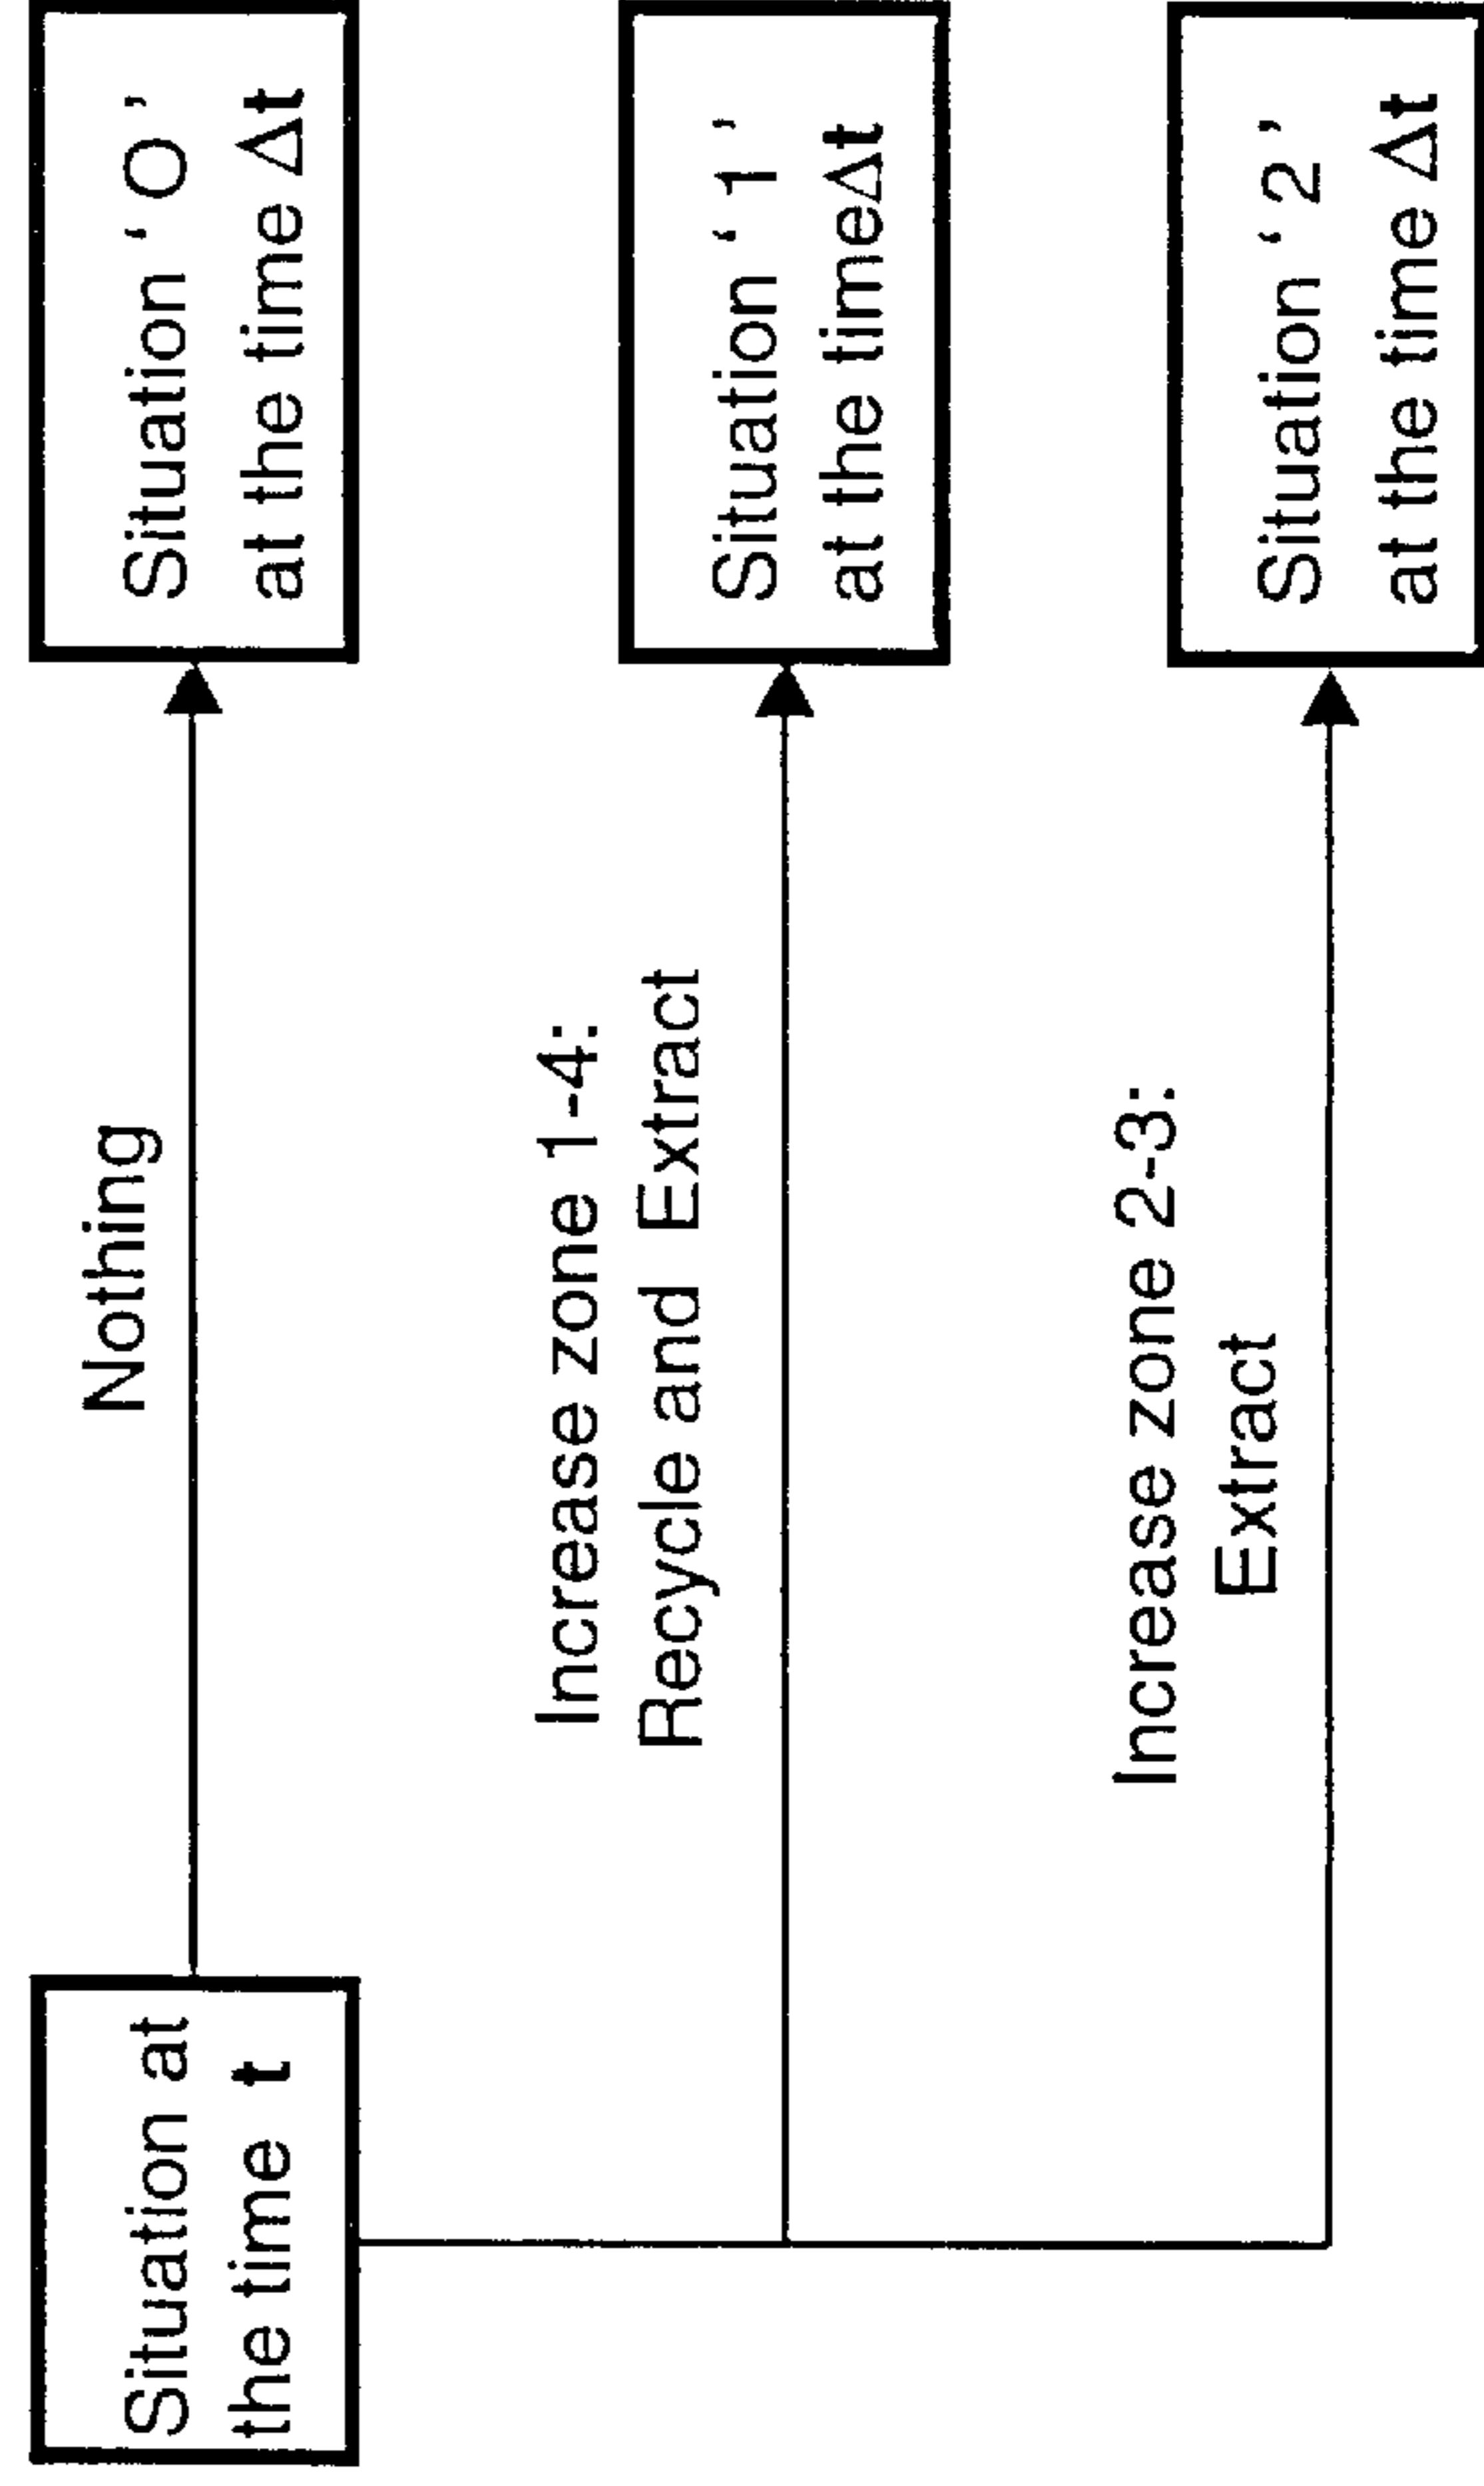 Situation at
the time t
Nothing
Situation ‘ O ’
at the time Δt
Increase zone 1-4:
Recycle and Extract
Situation ‘ 1 ’
at the timeΔt
Increase zone 2-3:
Extract
Situation ‘ 2 ’
at the time Δt